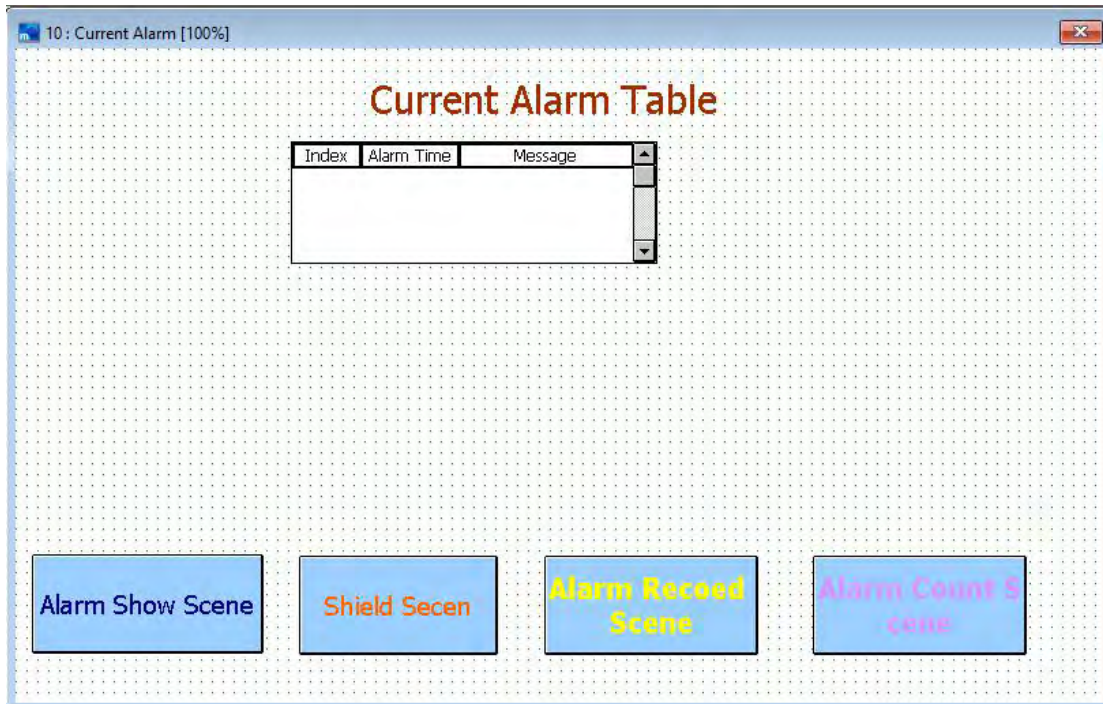 10 : Current Alarm [100%]
Current Alarm Table
Index Alarm Time Message
Alarm Show Scene
Shield Secen
Alarm Recoed
Scene
Alarm Count S
cene